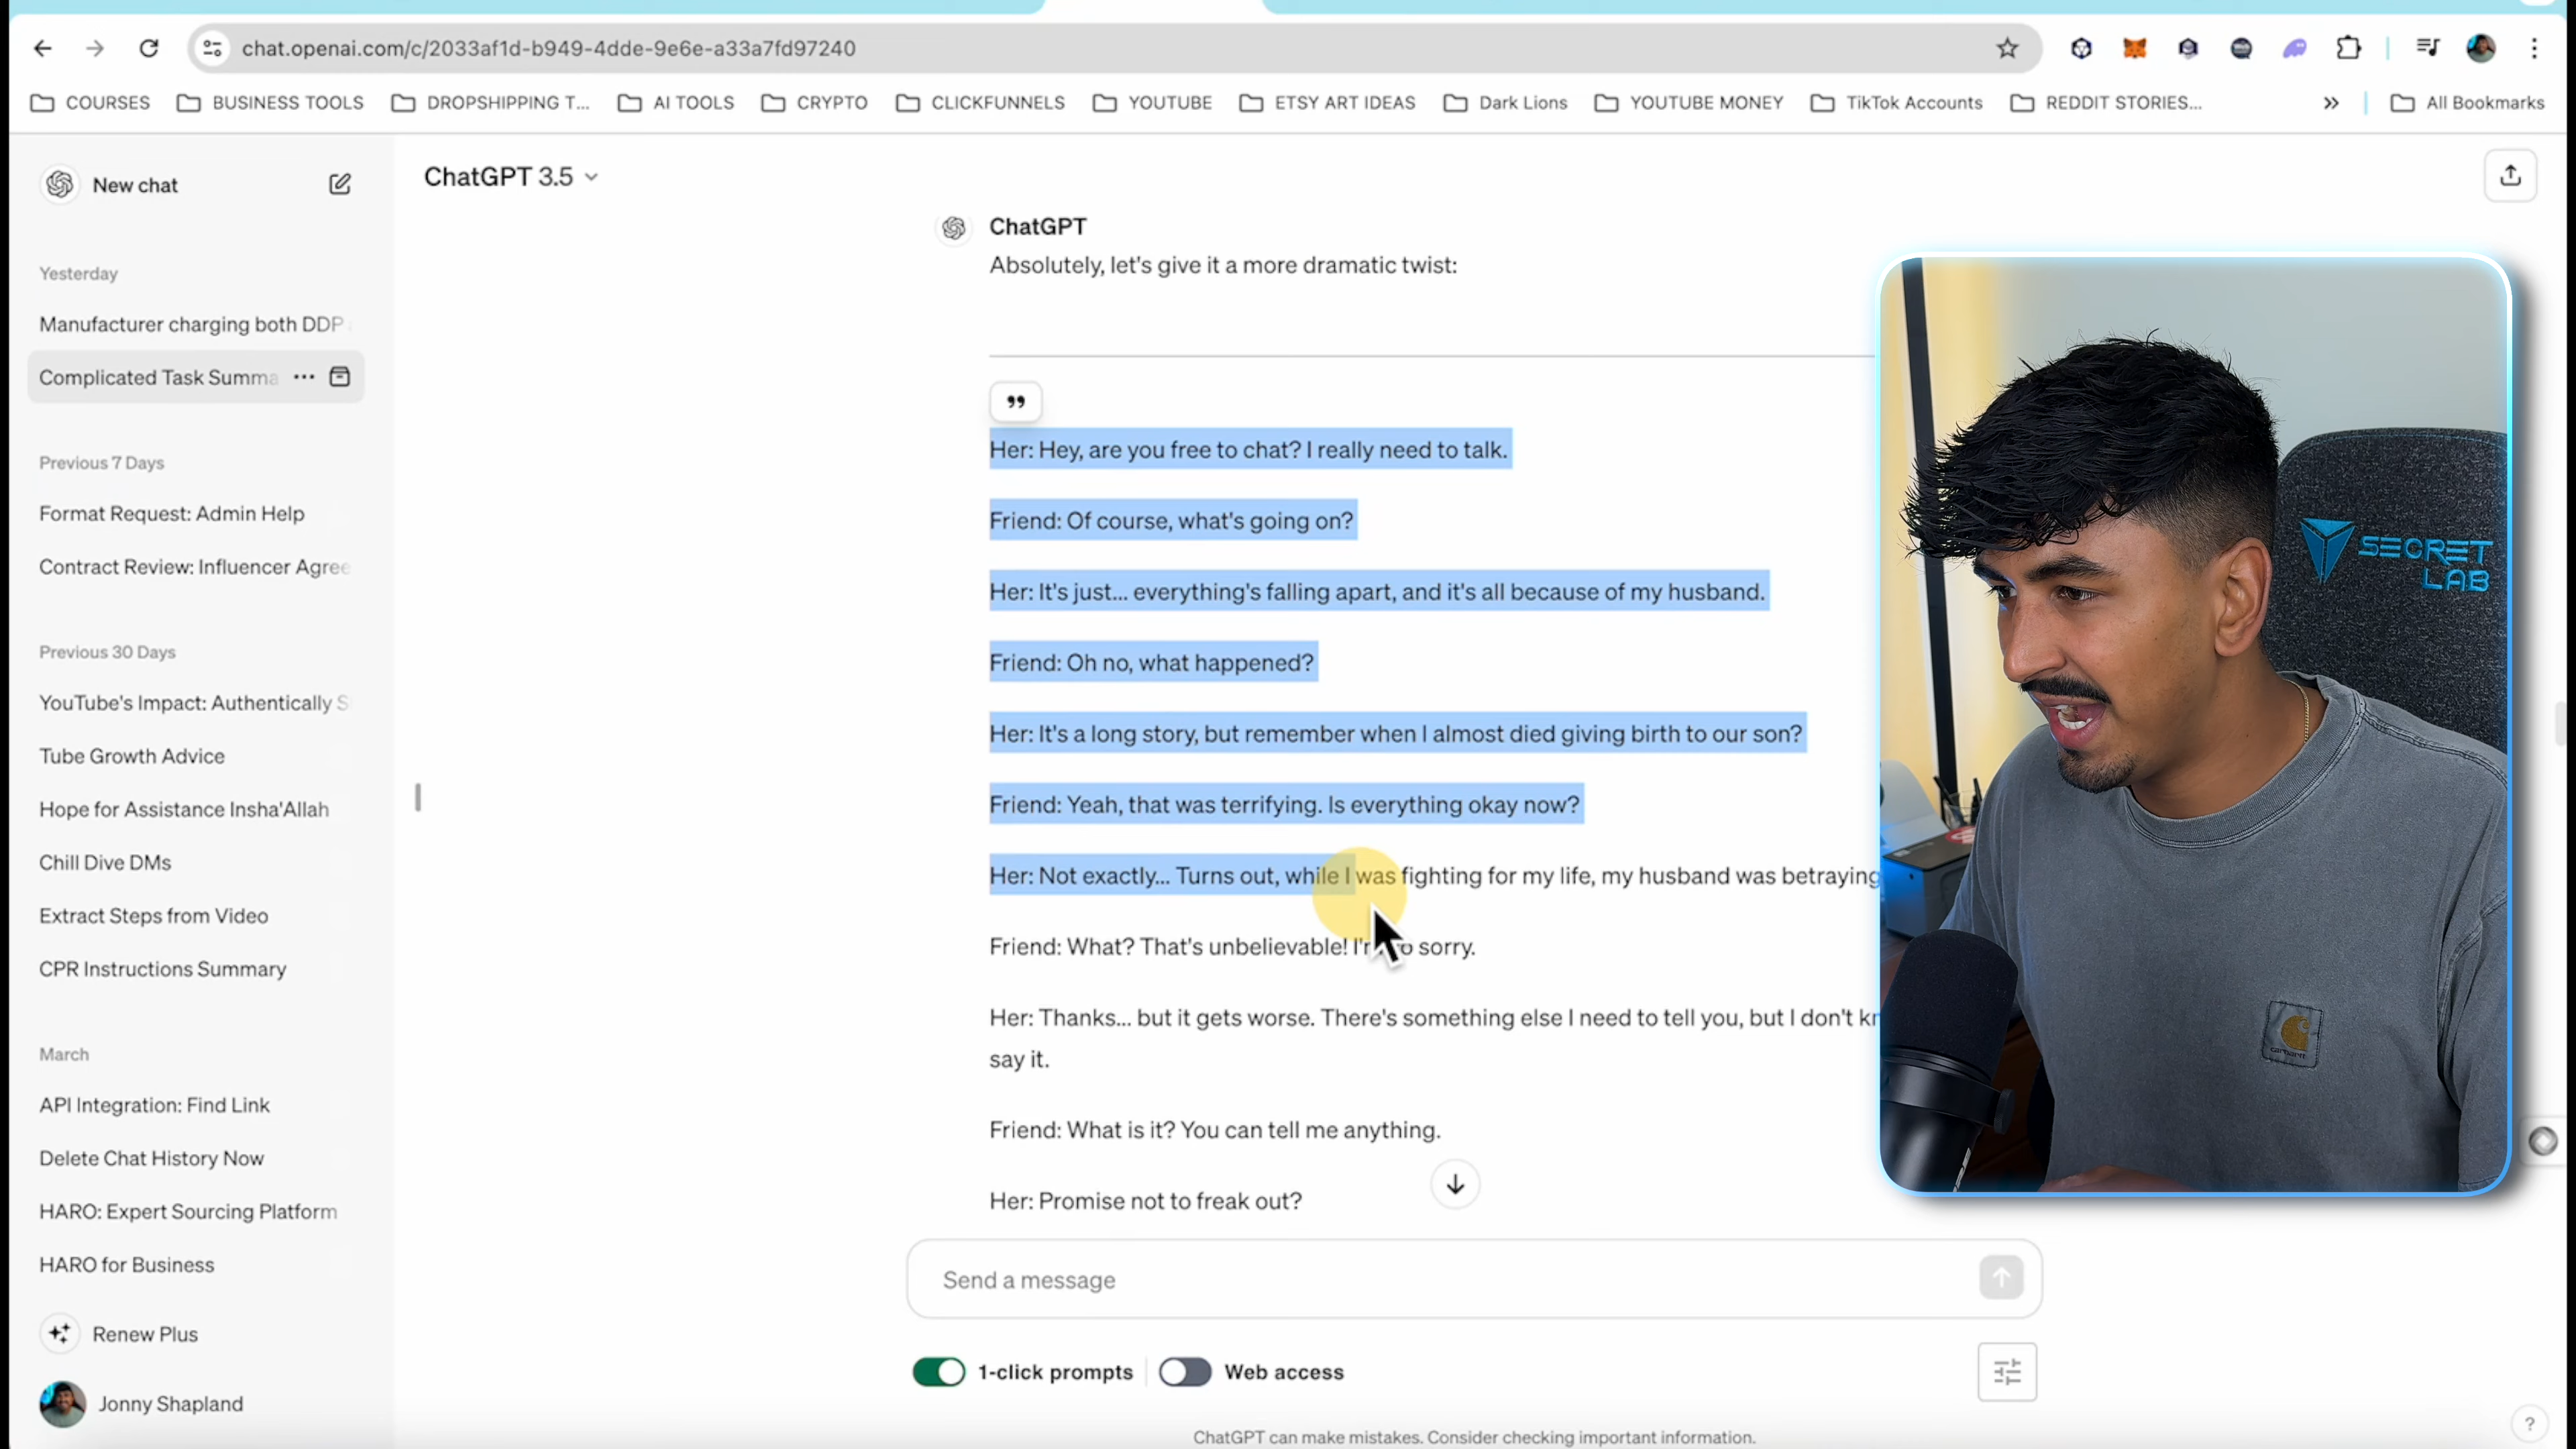 chat.openai.com/c/2033af1d-b949-4dde-9e6e-a33a7fd97240
COURSES BUSINESS TOOLS DROPSHIPPING T... AI TOOLS CRYPTO CLICKFUNNELS YOUTUBE ETSY ART IDEAS Dark Lions YOUTUBE MONEY TikTok Accounts REDDIT STORIES... » All Bookmarks
New chat
Yesterday
Manufacturer charging both DDP
Complicated Task Summa ...
Previous 7 Days
Format Request: Admin Help
Contract Review: Influencer Agree
Previous 30 Days
YouTube's Impact: Authentically S
Tube Growth Advice
Hope for Assistance Insha'Allah
Chill Dive DMs
Extract Steps from Video
CPR Instructions Summary
March
API Integration: Find Link
Delete Chat History Now
HARO: Expert Sourcing Platform
HARO for Business
Renew Plus
Jonny Shapland
ChatGPT 3.5
ChatGPT
Absolutely, let's give it a more dramatic twist:
Her: Hey, are you free to chat? I really need to talk.
Friend: Of course, what's going on?
Her: It's just... everything's falling apart, and it's all because of my husband.
Friend: Oh no, what happened?
Her: It's a long story, but remember when I almost died giving birth to our son?
Friend: Yeah, that was terrifying. Is everything okay now?
Her: Not exactly... Turns out, while I was fighting for my life, my husband was betraying
Friend: What? That's unbelievable! sorry.
Her: Thanks... but it gets worse. There's something else I need to tell you, but I don't
say it.
Friend: What is it? You can tell me anything.
Her: Promise not to freak out?
Send a message
1-click prompts Web access
ChatGPT can make mistakes. Consider checking important information.
?
SECRET
LAB
carhartt